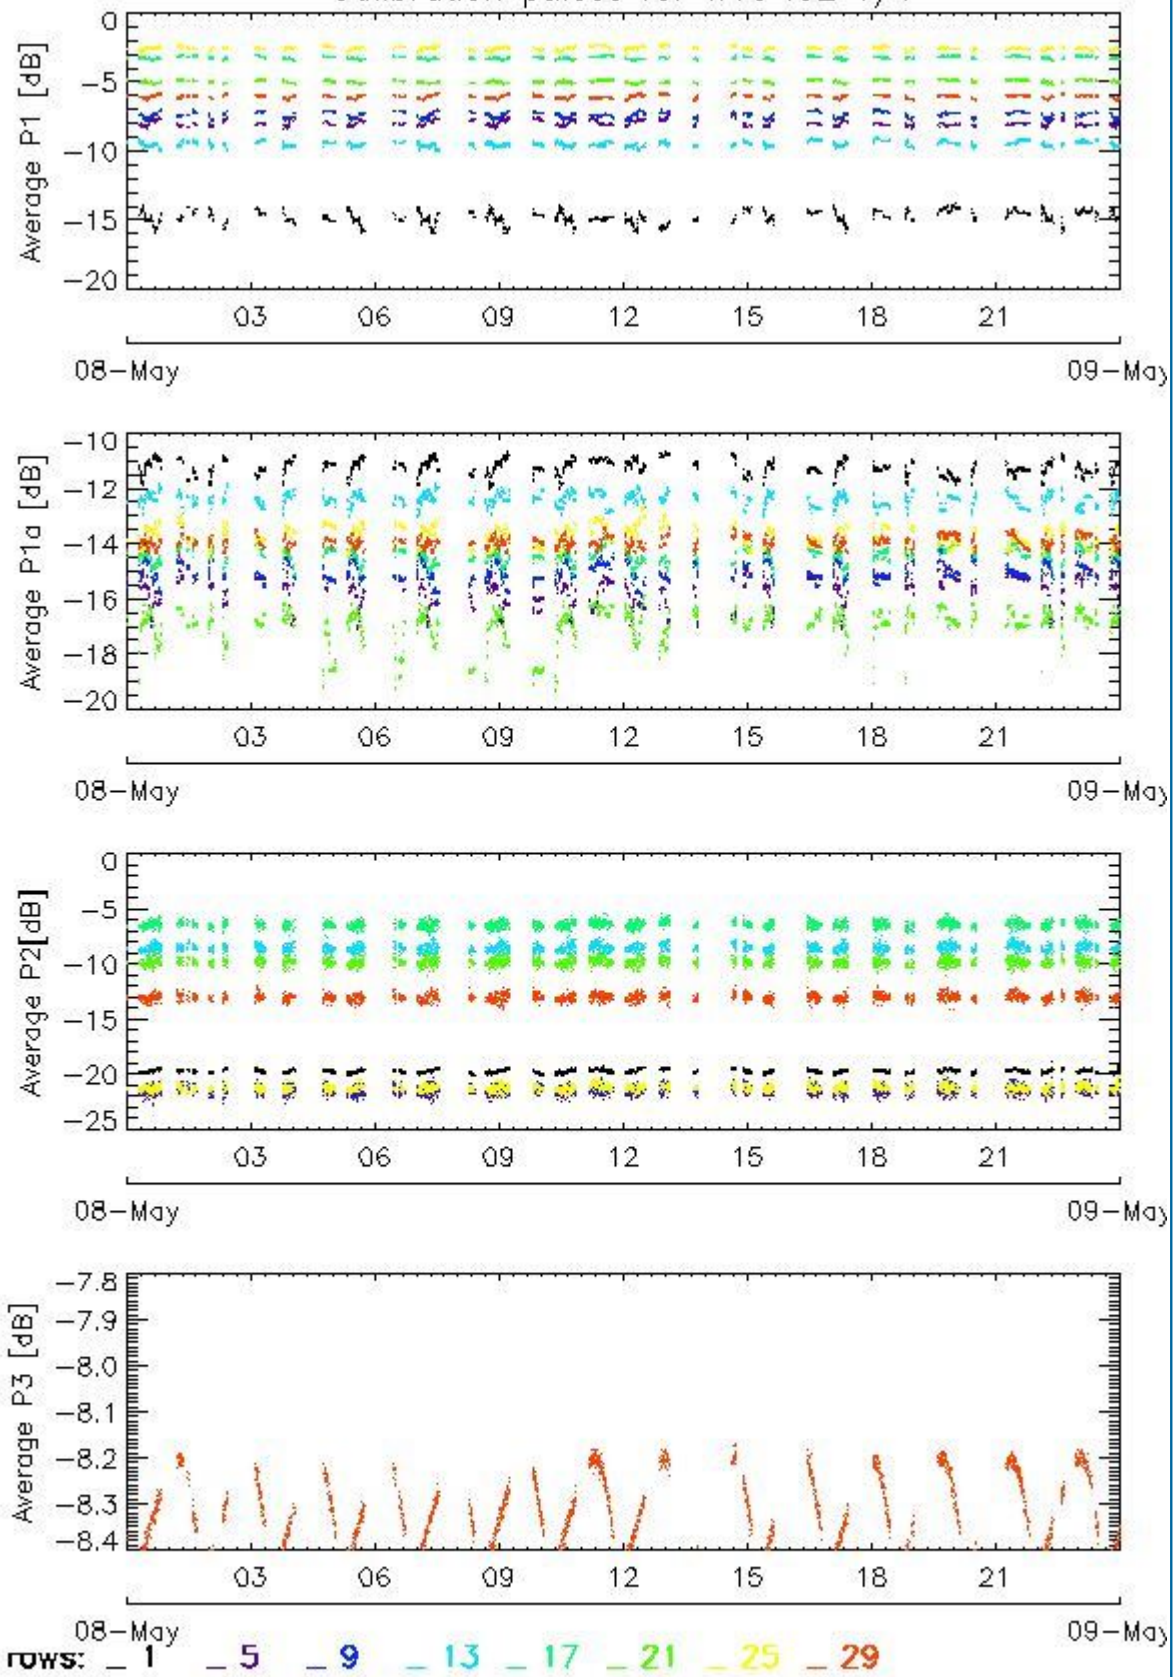 0
−5
−10
−15
−20
Average P1 [dB]
03 06 09 12 15 18 21
08−May 09−May
−10
−12
−14
−16
−18
−20
Average P1a [dB]
03 06 09 12 15 18 21
08−May 09−May
0
−5
−10
−15
−20
−25
Average P2[dB]
03 06 09 12 15 18 21
08−May 09−May
−7.8
−7.9
−8.0
−8.1
−8.2
−8.3
−8.4
Average P3 [dB]
03 06 09 12 15 18 21
08−May 09−May
rows: _ 1 _ 5 _ 9 _ 13 _ 17 _ 21 _ 25 _ 29